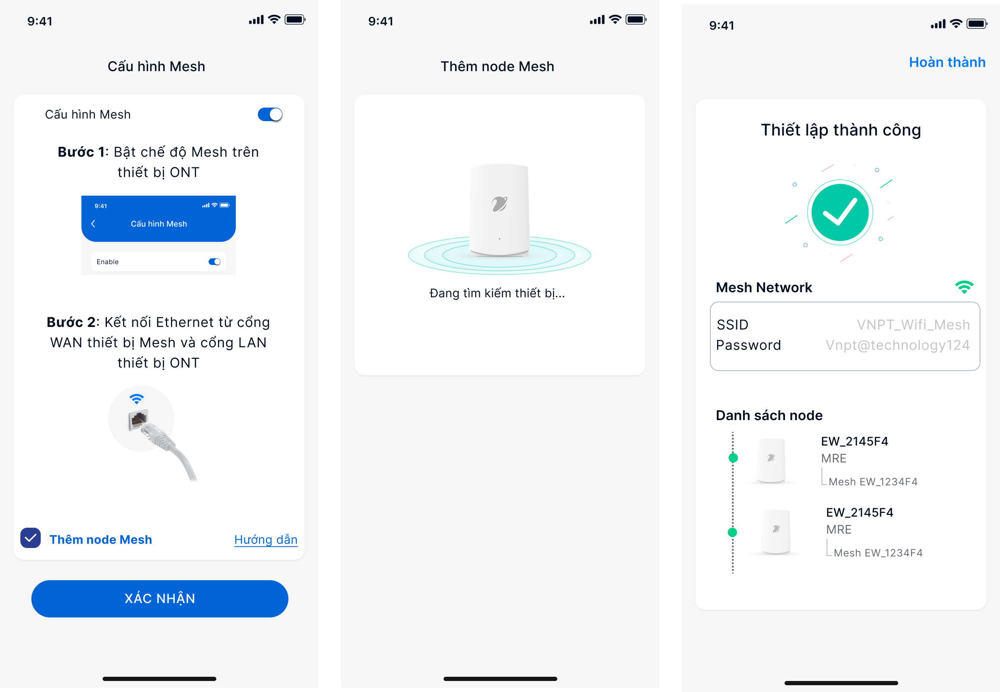 9:41
Cấu hình Mesh
Cấu hình Mesh
Bước 1: Bật chế độ Mesh trên
thiết bị ONT
9:41
Cấu hình Mesh
Enable
Bước 2: Kết nối Ethernet từ cổng
WAN thiết bị Mesh và cổng LAN
thiết bị ONT
Thêm node Mesh
Hướng dẫn
XÁC NHẬN
9:41
Thêm node Mesh
Đang tìm kiếm thiết bị...
9:41
Hoàn thành
Thiết lập thành công
Mesh Network
SSID VNPT_Wifi_Mesh
Password Vnpt@technology124
Danh sách node
EW_2145F4
MRE
Mesh EW_1234F4
EW_2145F4
MRE
Mesh EW_1234F4